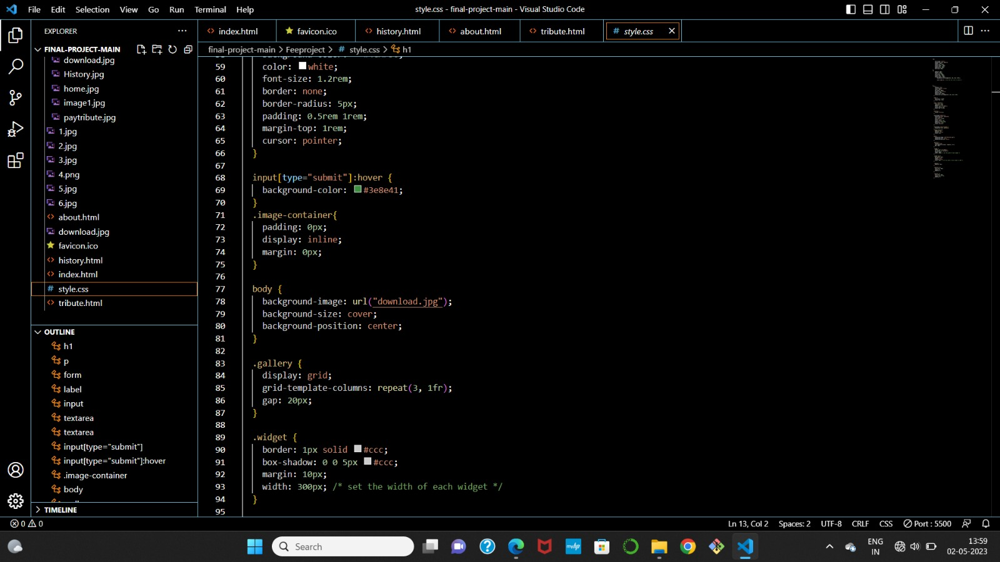 File Edit Selection View Go Run Terminal Help
style.css - final-project-main - Visual Studio Code
EXPLORER
FINAL-PROJECT-MAIN
download.jpg
History.jpg
home.jpg
image1.jpg
paytribute.jpg
1.jpg
2.jpg
3.jpg
4.png
5.jpg
6.jpg
about.html
download.jpg
favicon.ico
history.html
index.html
# style.css
tribute.html
OUTLINE
h1
p
form
label
input
textarea
textarea
input[type="submit"]
input[type="submit"]:hover
.image-container
body
TIMELINE
index.html favicon.ico history.html about.html tribute.html # style.css
final-project-main > Feeproject > # style.css > h1
59 color: white;
60 font-size: 1.2rem;
61 border: none;
62 border-radius: 5px;
63 padding: 0.5rem 1rem;
64 margin-top: 1rem;
65 cursor: pointer;
66 }
67
68 input[type="submit"]:hover {
69 background-color: #3e8e41;
70 }
71 .image-container{
72 padding: 0px;
73 display: inline;
74 margin: 0px;
75 }
76
77 body {
78 background-image: url("download.jpg");
79 background-size: cover;
80 background-position: center;
81 }
82
83 .gallery {
84 display: grid;
85 grid-template-columns: repeat(3, 1fr);
86 gap: 20px;
87 }
88
89 .widget {
90 border: 1px solid #ccc;
91 box-shadow: 0 0 5px #ccc;
92 margin: 10px;
93 width: 300px; /* set the width of each widget */
94 }
95
0 0
Ln 13, Col 2 Spaces: 2 UTF-8 CRLF CSS Port : 5500
Search
myhp
ENG
IN
13:59
02-05-2023